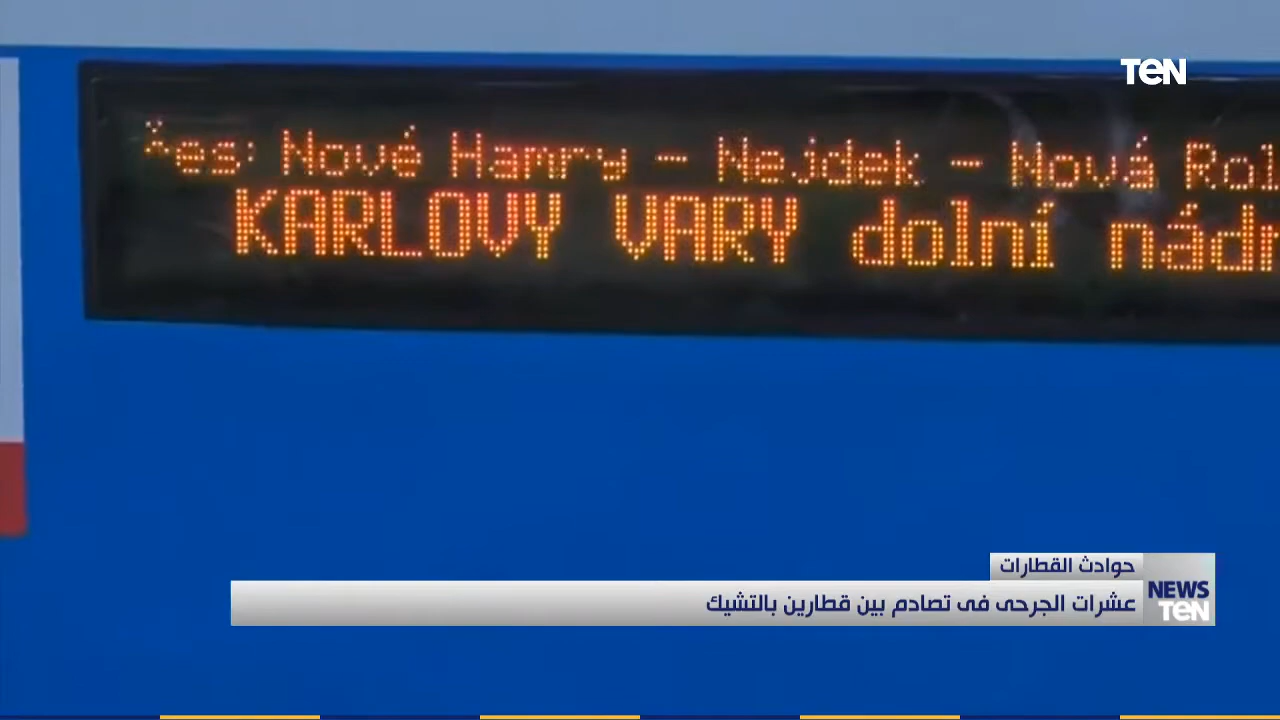 TEN
Nové Hamry - Nejdek - Nová
KARLOVY VARY dolní
حوادث القطارات
عشرات الجرحى فى تصادم بين قطارين بالتشيك
NEWS
TEN